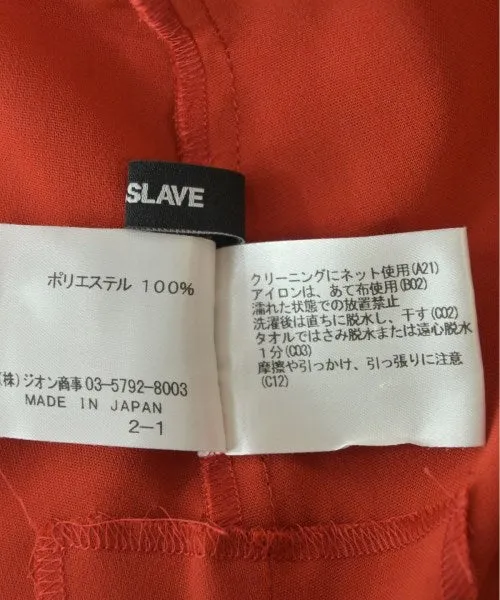 SLAVE
ポリエステル 100%
(株)ジオン商事 03-5792-8003
MADE IN JAPAN
2-1
クリーニングにネット使用(A21)
アイロンは、あて布使用(B02)
濡れた状態での放置禁止
洗濯後は直ちに脱水し、干す(C02)
タオルではさみ脱水または遠心脱水
1分(C03)
摩擦や引っかけ、引っ張りに注意
(C12)